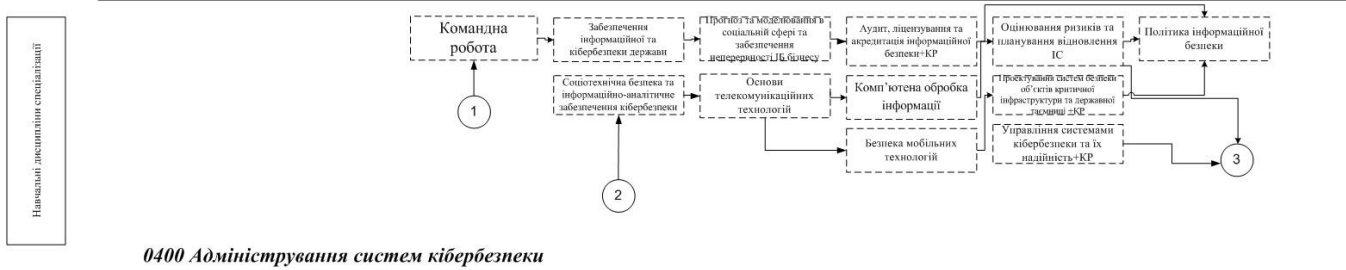 Навчальні дисципліни спеціалізації
Командна
робота
Забезпечення
інформаційної та
кібербезпеки держави
Прогноз та моделювання в
соціальній сфері та
забезпечення
неперервності ІБ бізнесу
Аудит, ліцензування та
акредитація інформаційної
безпеки+КР
Оцінювання ризиків та
планування відновлення
ІС
Політика інформаційної
безпеки
Соціотехнічна безпека та
інформаційно-аналітичне
забезпечення кібербезпеки
Основи
телекомунікаційних
технологій
Комп’ютена обробка
інформації
Проектування систем безпеки
об’єктів критичної
інфраструктури та державної
таємниці +КР
Безпека мобільних
технологій
Управління системами
кібербезпеки та їх
надійність+КР
1
2
3
0400 Адміністрування систем кібербезпеки